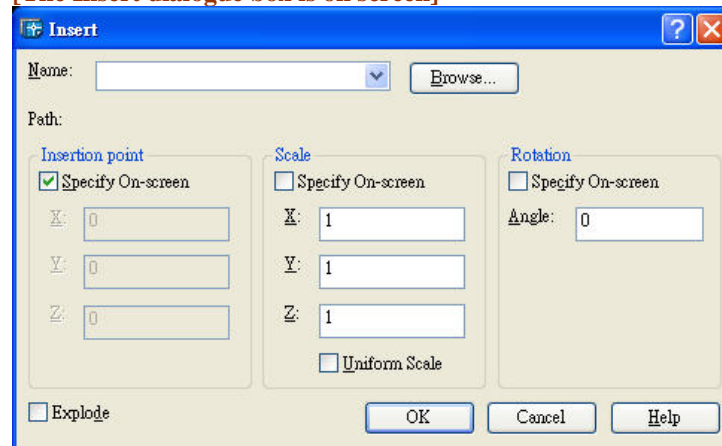 [The Insert dialogue box is on screen]
Insert
Name:
Browse...
Path:
Insertion point
Specify On-screen
X: 0
Y: 0
Z: 0
Scale
Specify On-screen
X: 1
Y: 1
Z: 1
Uniform Scale
Rotation
Specify On-screen
Angle: 0
Explode
OK
Cancel
Help